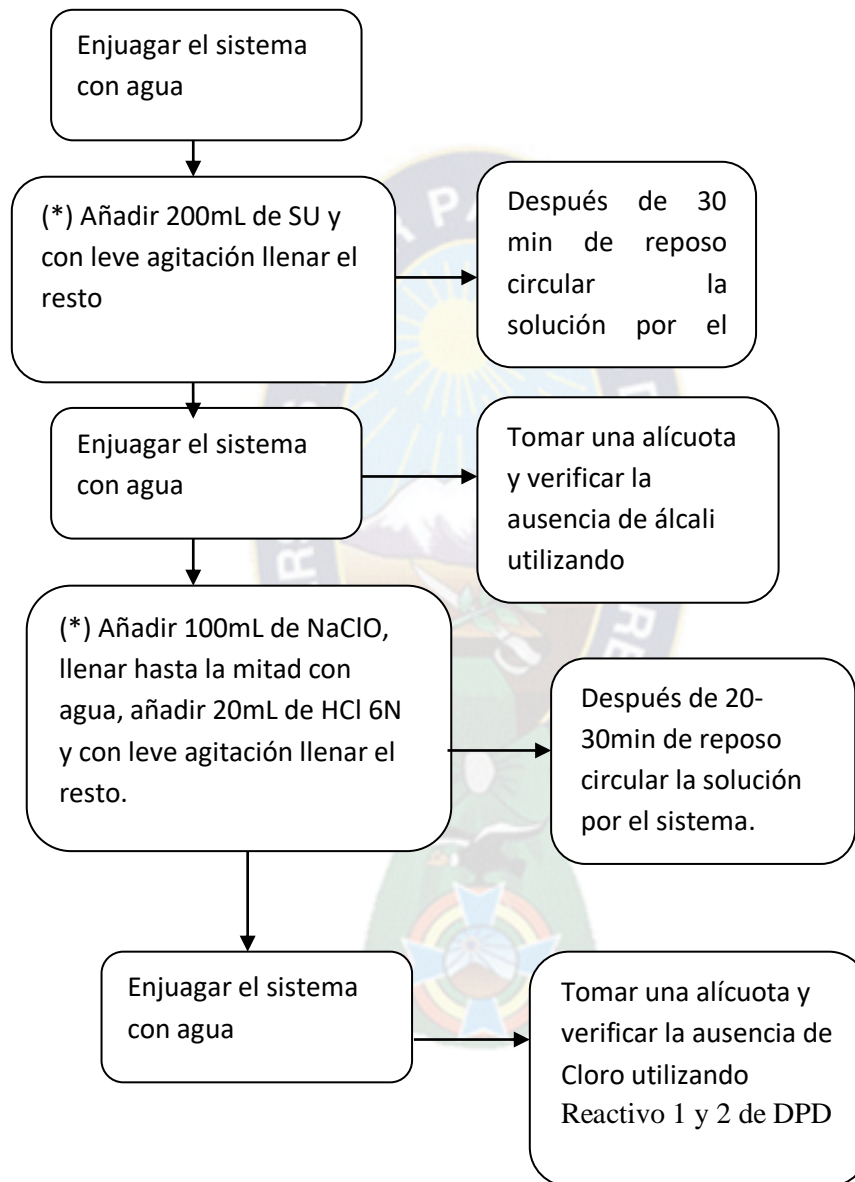 Enjuagar el sistema
con agua
(*) Añadir 200mL de SU y
con leve agitación llenar el
resto
Después de 30
min de reposo
circular la
solución por el
Enjuagar el sistema
con agua
Tomar una alícuota
y verificar la
ausencia de álcali
utilizando
(*) Añadir 100mL de NaClO,
llenar hasta la mitad con
agua, añadir 20mL de HCl 6N
y con leve agitación llenar el
resto.
Después de 20-
30min de reposo
circular la solución
por el sistema.
Enjuagar el sistema
con agua
Tomar una alícuota y
verificar la ausencia de
Cloro utilizando
Reactivo 1 y 2 de DPD